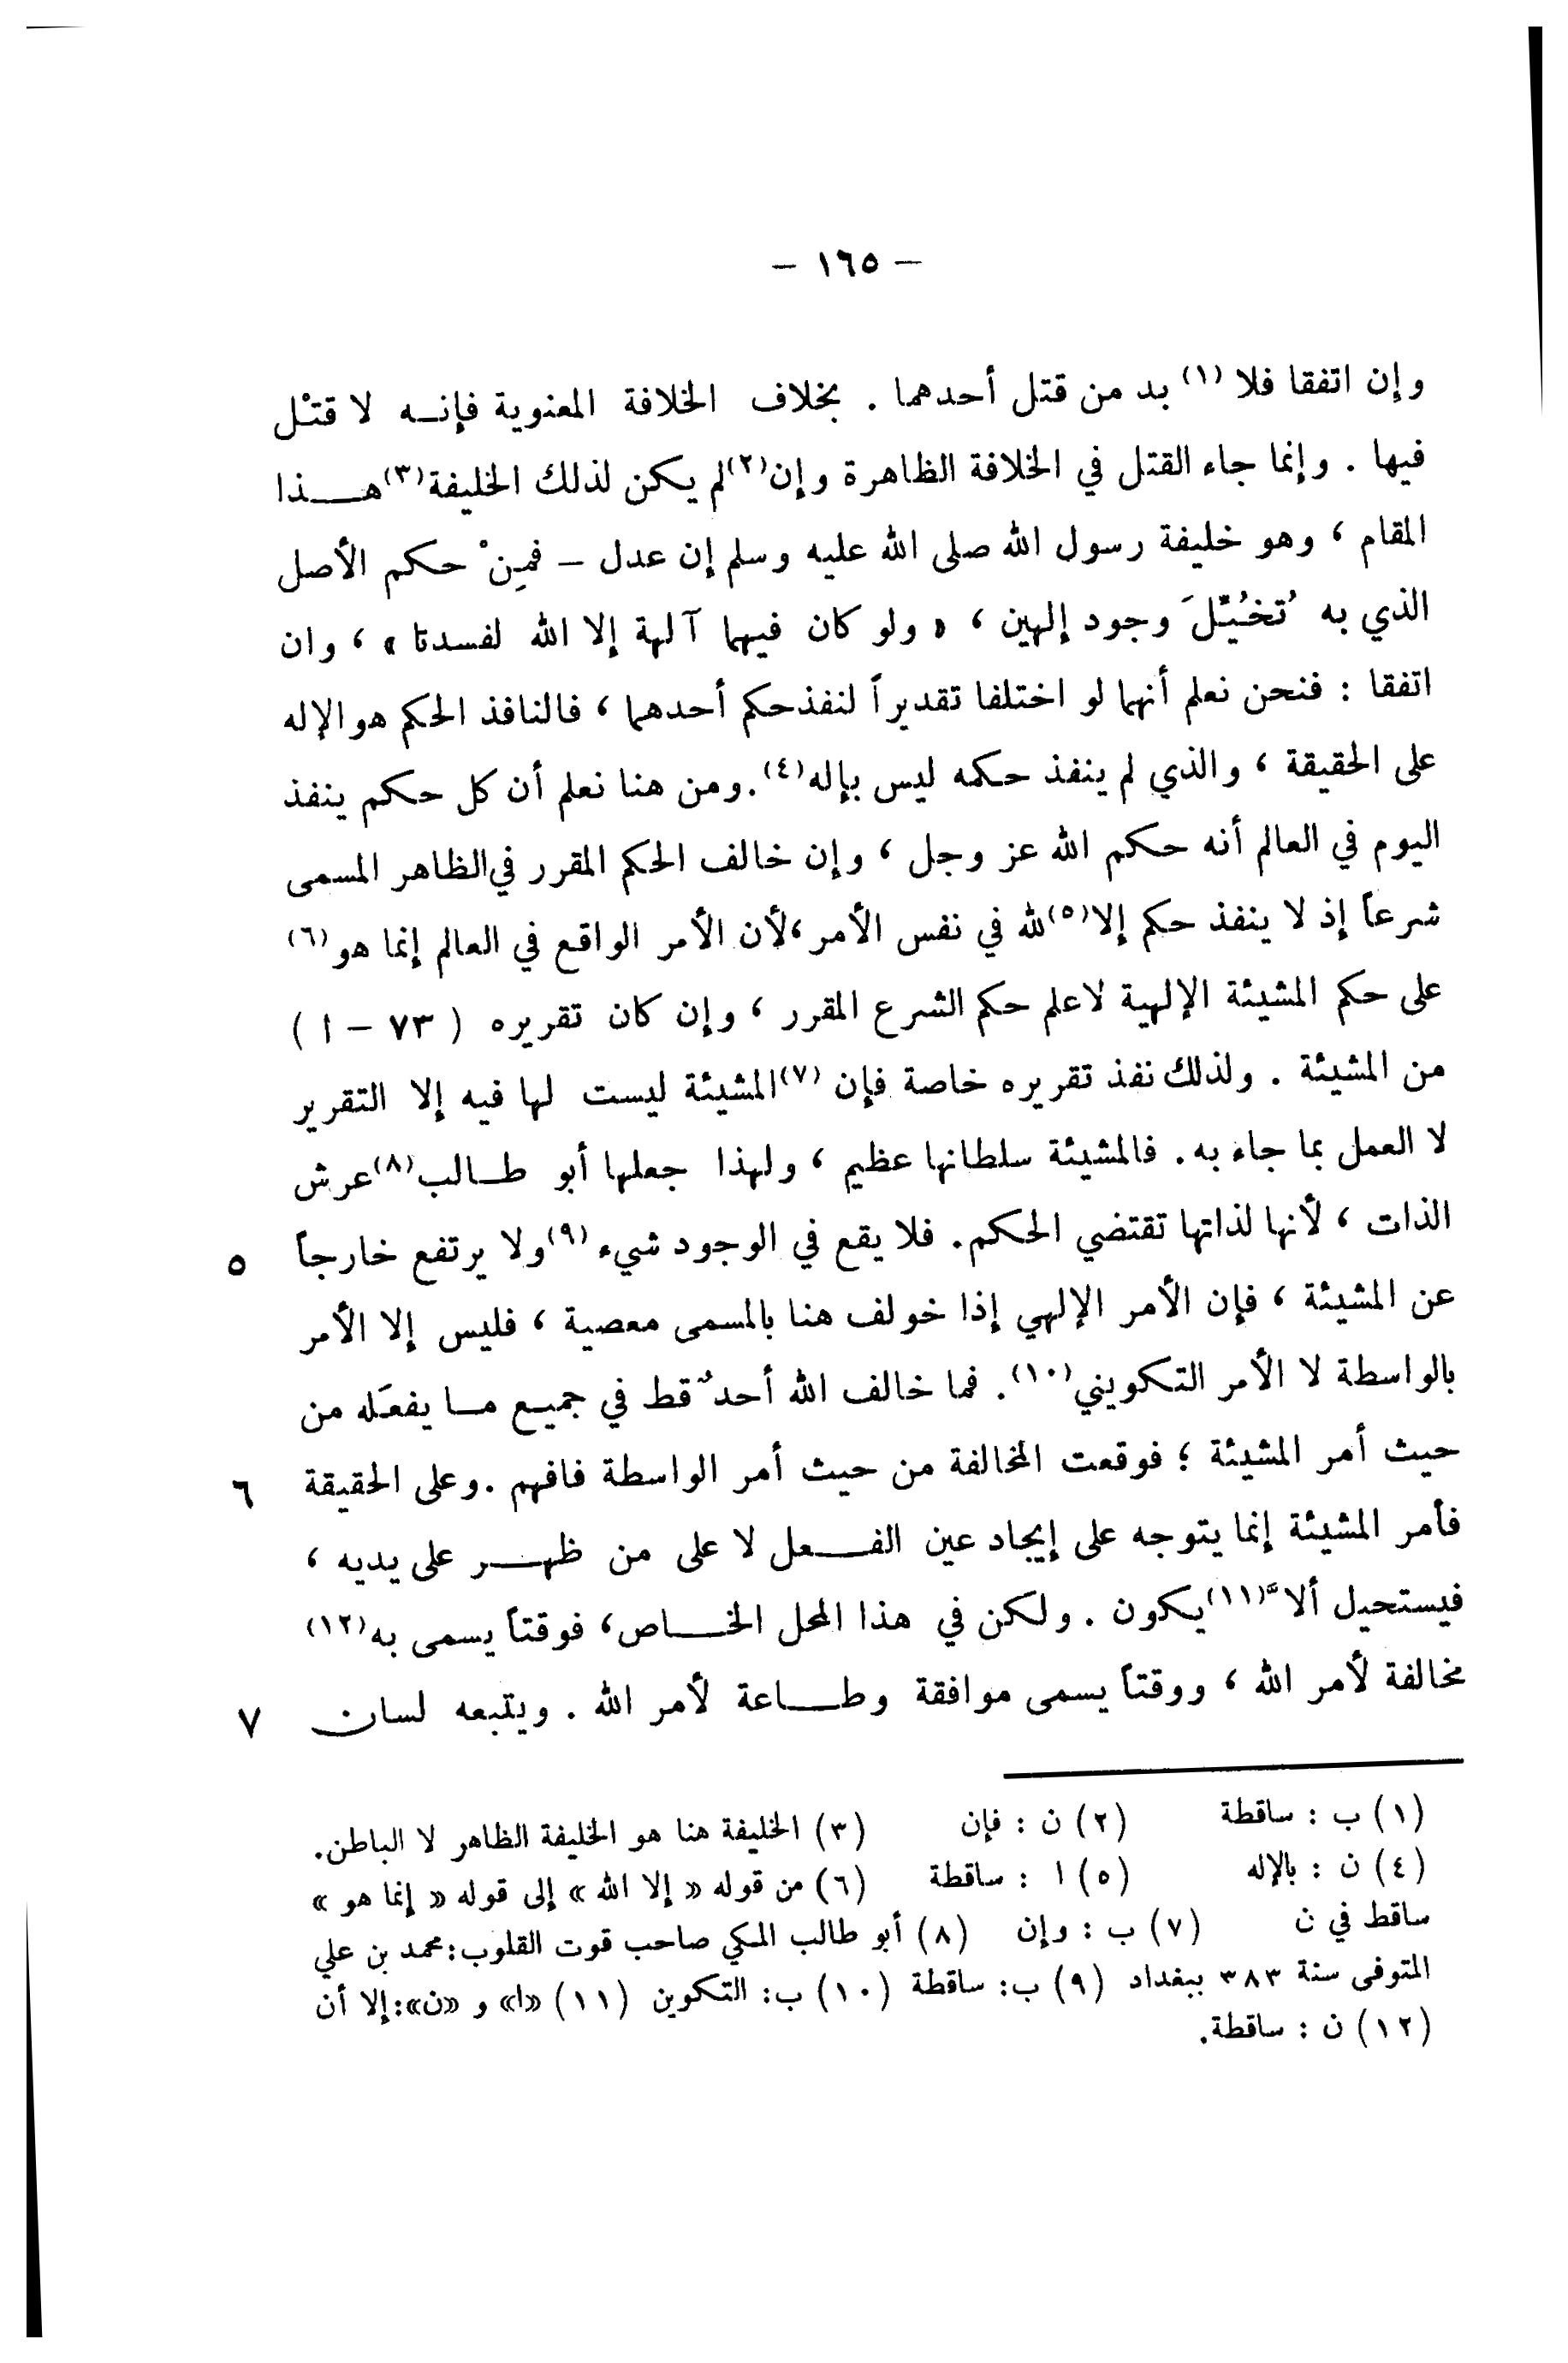 — ١٦٥ —
وإن اتفقا فلا (١) بد من قتل أحدهما . بخلاف الخلافة المعنوية فإنه لا قتْل
فيها . وإنما جاء القتل في الخلافة الظاهرة وإن(٢)لم يكن لذلك الخليفة(٣)هذا
المقام ، وهو خليفة رسول الله صلى الله عليه وسلم إن عدل – فمِنْ حكم الأصل
الذي به تُخُيِّلَ وجود إلهين ، « ولو كان فيهما آلهة إلا الله لفسدتا » ، وان
اتفقا : فنحن نعلم أنهما لو اختلفا تقديراً لنفذ حكم أحدهما ، فالنافذ الحكم هو الإله
على الحقيقة ، والذي لم ينفذ حكمه ليس بإله(٤). ومن هنا نعلم أن كل حكم ينفذ
اليوم في العالم أنه حكم الله عز وجل ، وإن خالف الحكم المقرر في الظاهر المسمى
شرعاً إذ لا ينفذ حكم إلا(٥)لله في نفس الأمر ،لأن الأمر الواقع في العالم إنما هو(٦)
على حكم المشيئة الإلهية لاعلم حكم الشرع المقرر ، وإن كان تقريره ( ٧٣ – ا )
من المشيئة . ولذلك نفذ تقريره خاصة فإن (٧)المشيئة ليست لها فيه إلا التقرير
لا العمل بما جاء به . فالمشيئة سلطانها عظيم ، ولهذا جعلها أبو طالب(٨)عرش
الذات ، لأنها لذاتها تقتضي الحكم. فلا يقع في الوجود شيء (٩)ولا يرتفع خارجاً ٥
عن المشيئة ، فإن الأمر الإلهي إذا خولف هنا بالمسمى معصية ، فليس إلا الأمر
بالواسطة لا الأمر التكويني(١٠). فما خالف الله أحدٌ قط في جميع ما يفعَله من
حيث أمر المشيئة ؛ فوقعت المخالفة من حيث أمر الواسطة فافهم . وعلى الحقيقة ٦
فأمر المشيئة إنما يتوجه على إيجاد عين الفعل لا على من ظهر على يديه ،
فيستحيل ألاَّ(١١)يكون . ولكن في هذا المحل الخاص، فوقتاً يسمى به(١٢)
مخالفة لأمر الله ، ووقتاً يسمى موافقة وطاعة لأمر الله . ويتبعه لسان ٧
(١) ب : ساقطة (٢) ن : فإن (٣) الخليفة هنا هو الخليفة الظاهر لا الباطن.
(٤) ن : بالإله (٥) ا : ساقطة (٦) من قوله « إلا الله » إلى قوله « إنما هو »
ساقط في ن (٧) ب : وإن (٨) أبو طالب المكي صاحب قوت القلوب: محمد بن علي
المتوفى سنة ٣٨٣ ببغداد (٩) ب: ساقطة (١٠) ب: التكوين (١١) «ا» و «ن»: إلا أن
(١٢) ن : ساقطة.